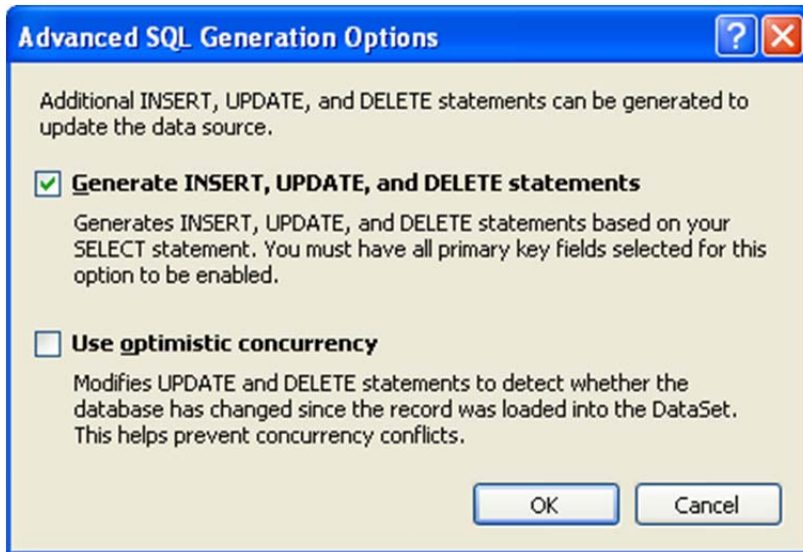 Advanced SQL Generation Options
Additional INSERT, UPDATE, and DELETE statements can be generated to
update the data source.
Generate INSERT, UPDATE, and DELETE statements
Generates INSERT, UPDATE, and DELETE statements based on your
SELECT statement. You must have all primary key fields selected for this
option to be enabled.
Use optimistic concurrency
Modifies UPDATE and DELETE statements to detect whether the
database has changed since the record was loaded into the DataSet.
This helps prevent concurrency conflicts.
OK Cancel